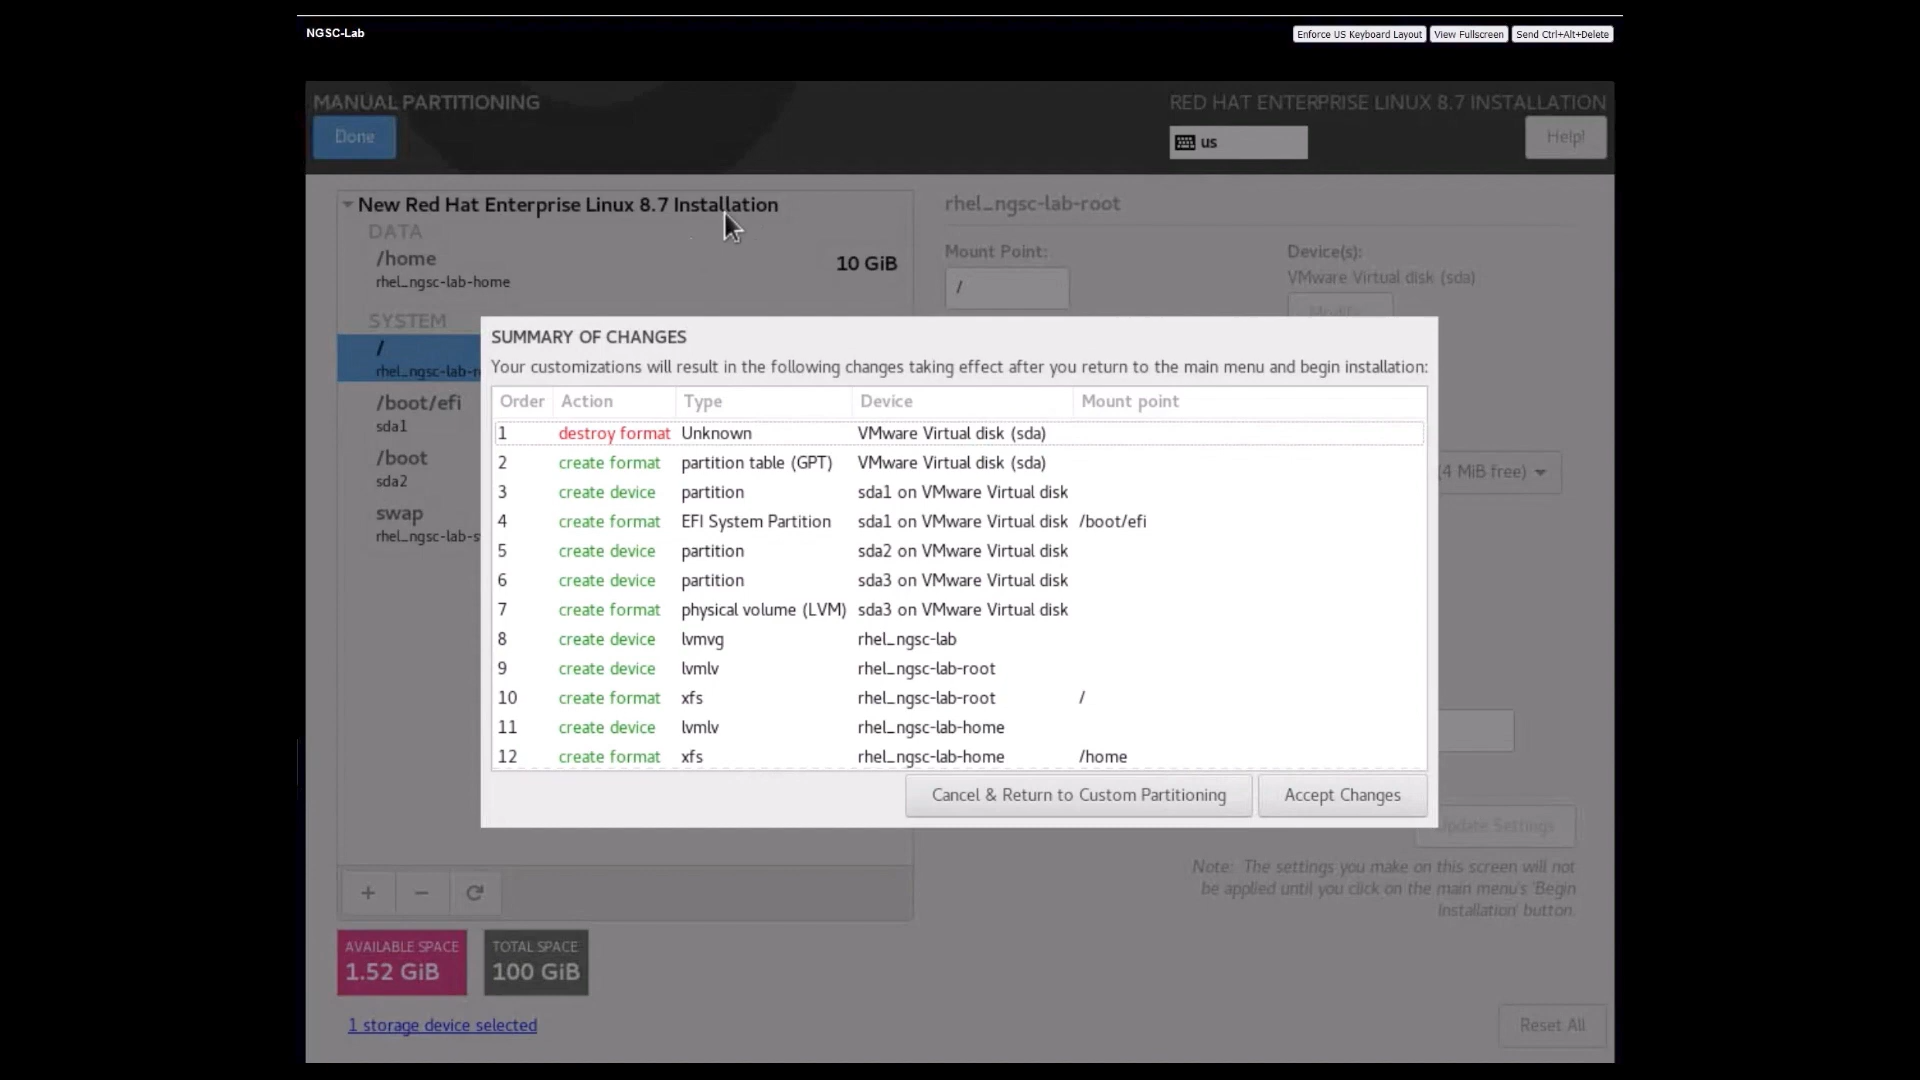 NGSC-Lab
Enforce US Keyboard Layout View Fullscreen Send Ctrl+Alt+Delete
MANUAL PARTITIONING
RED HAT ENTERPRISE LINUX 8.7 INSTALLATION
Done
us
Help!
New Red Hat Enterprise Linux 8.7 Installation
DATA
/home
rhel_ngsc-lab-home
10 GiB
SYSTEM
/
rhel_ngsc-lab-r
/boot/efi
sda1
/boot
sda2
swap
rhel_ngsc-lab-s
rhel_ngsc-lab-root
Mount Point:
/
Device(s):
VMware Virtual disk (sda)
Modify...
SUMMARY OF CHANGES
Your customizations will result in the following changes taking effect after you return to the main menu and begin installation:
Order Action Type Device Mount point
1 destroy format Unknown VMware Virtual disk (sda)
2 create format partition table (GPT) VMware Virtual disk (sda)
3 create device partition sda1 on VMware Virtual disk
4 create format EFI System Partition sda1 on VMware Virtual disk /boot/efi
5 create device partition sda2 on VMware Virtual disk
6 create device partition sda3 on VMware Virtual disk
7 create format physical volume (LVM) sda3 on VMware Virtual disk
8 create device lvmvg rhel_ngsc-lab
9 create device lvmlv rhel_ngsc-lab-root
10 create format xfs rhel_ngsc-lab-root /
11 create device lvmlv rhel_ngsc-lab-home
12 create format xfs rhel_ngsc-lab-home /home
Cancel & Return to Custom Partitioning Accept Changes
(4 MiB free)
Update Settings
Note: The settings you make on this screen will not
be applied until you click on the main menu's 'Begin
Installation' button.
AVAILABLE SPACE
1.52 GiB
TOTAL SPACE
100 GiB
1 storage device selected
Reset All